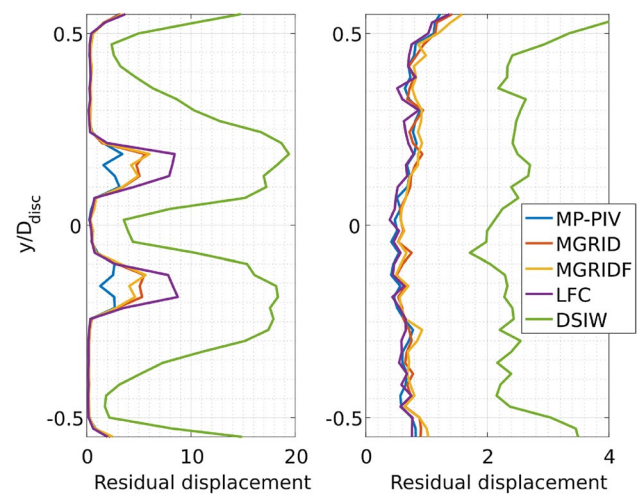 0.5
0
-0.5
y/Ddisc
0
10
20
Residual displacement
0
2
4
Residual displacement
MP-PIV
MGRID
MGRIDF
LFC
DSIW